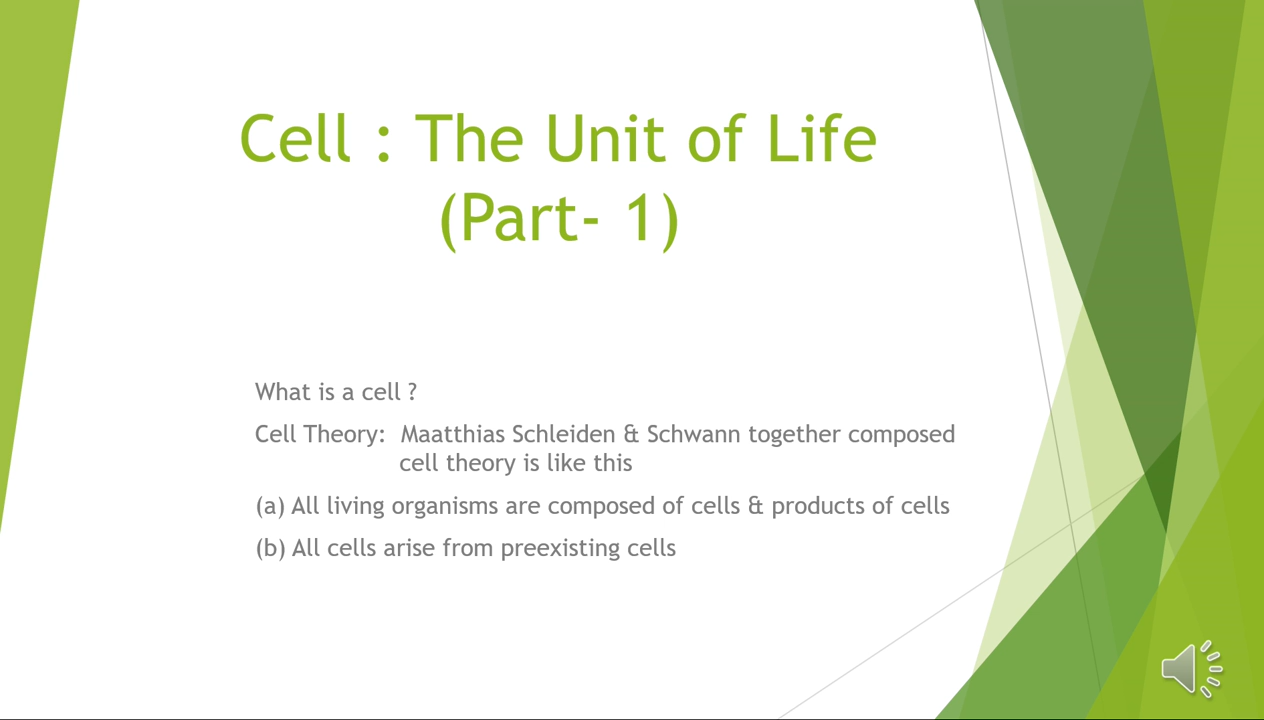 Cell : The Unit of Life
(Part- 1)
What is a cell ?
Cell Theory: Maatthias Schleiden & Schwann together composed
cell theory is like this
(a) All living organisms are composed of cells & products of cells
(b) All cells arise from preexisting cells